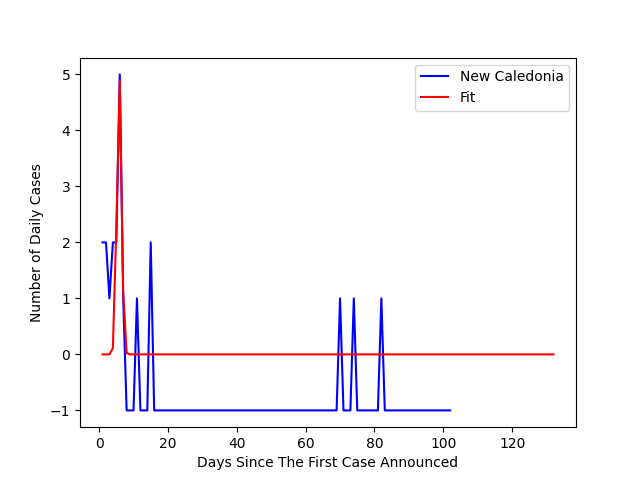 New Caledonia
Fit
5
4
3
2
1
0
−1
Number of Daily Cases
0 20 40 60 80 100 120
Days Since The First Case Announced